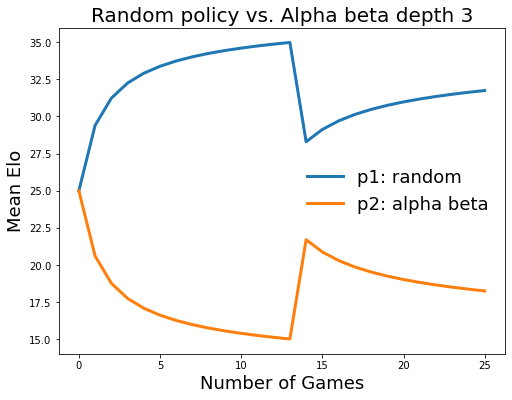 Random policy vs. Alpha beta depth 3
35.0
32.5
30.0
27.5
25.0
22.5
20.0
17.5
15.0
Mean Elo
p1: random
p2: alpha beta
0 5 10 15 20 25
Number of Games